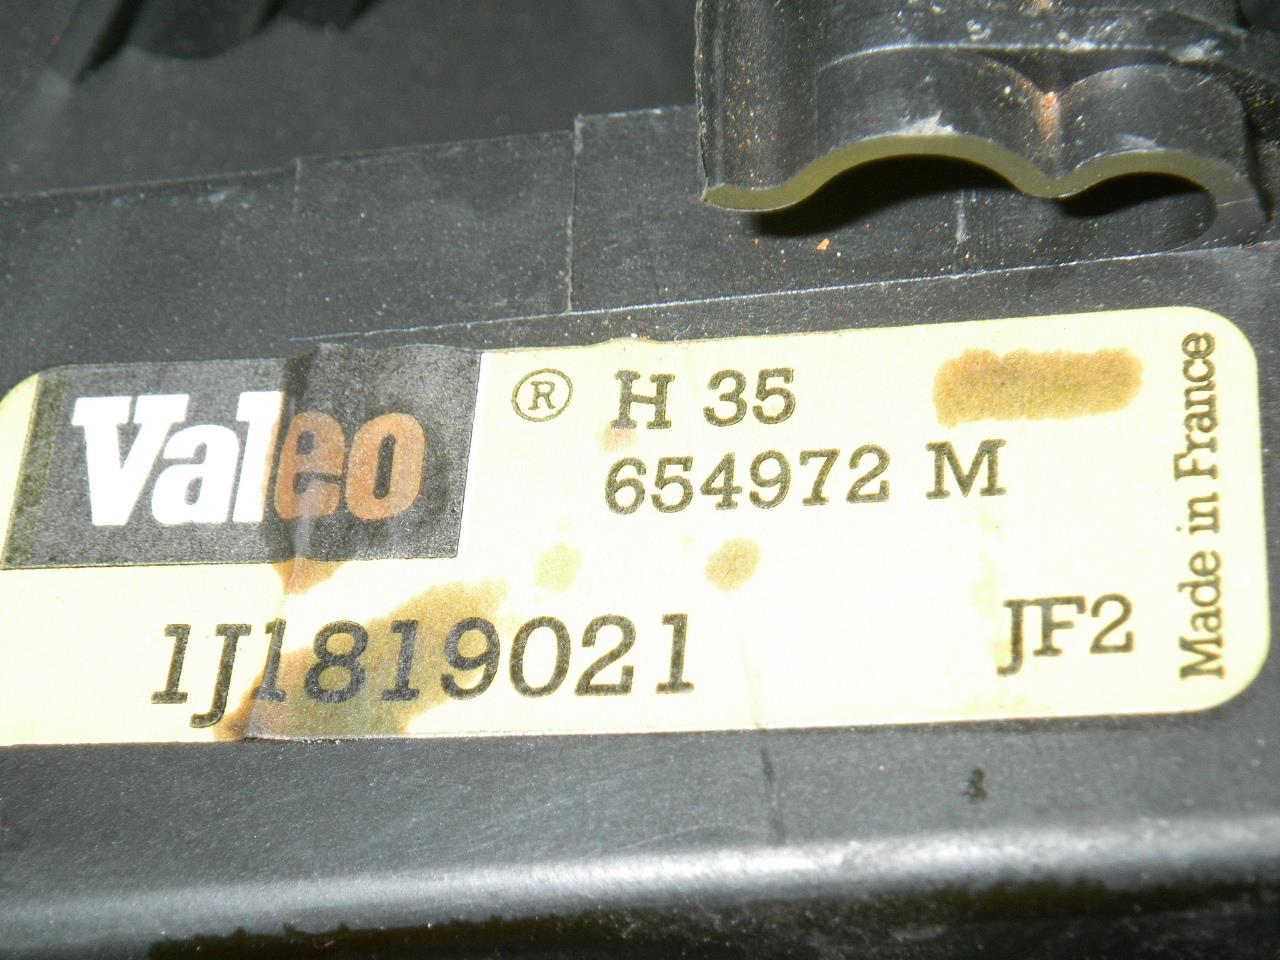 Valeo ® H 35
654972 M
1J1819021
JF2
Made in France